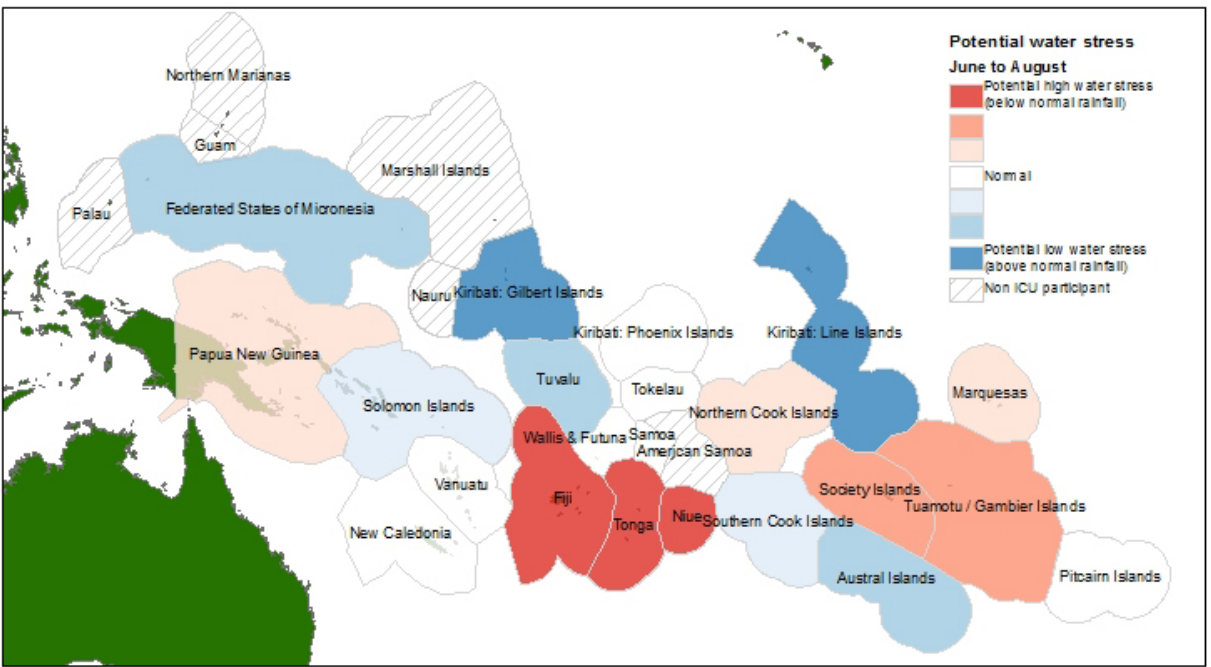 Potential water stress
June to August
Potential high water stress
(below normal rainfall)
Normal
Potential low water stress
(above normal rainfall)
Non ICU participant
Northern Marianas
Guam
Marshall Islands
Palau
Federated States of Micronesia
Nauru
Kiribati: Gilbert Islands
Kiribati: Phoenix Islands
Kiribati: Line Islands
Papua New Guinea
Tuvalu
Tokelau
Marquesas
Solomon Islands
Northern Cook Islands
Wallis & Futuna
Samoa
American Samoa
Vanuatu
Fiji
Society Islands
Tuamotu / Gambier Islands
New Caledonia
Tonga
Niue
Southern Cook Islands
Austral Islands
Pitcairn Islands